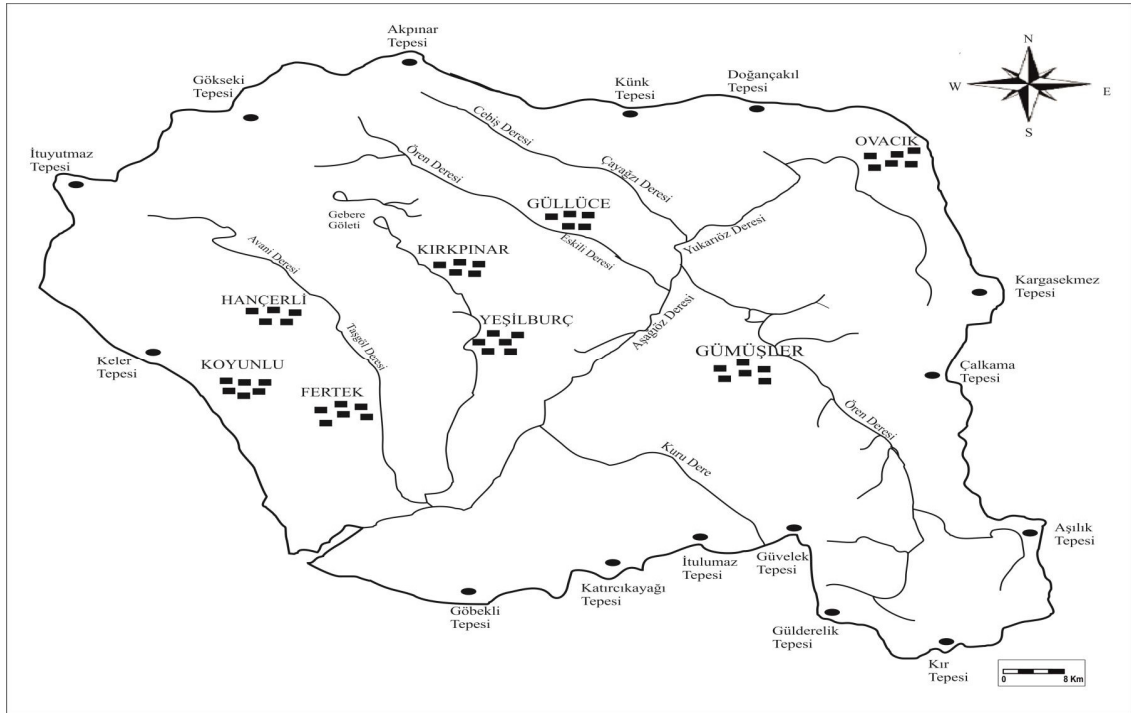 Akpınar
Tepesi
N
W
E
S
Gökseki
Tepesi
Künk
Tepesi
Doğançakıl
Tepesi
Cebiş Deresi
OVACIK
İtuyutmaz
Tepesi
Ören Deresi
Çayağzı Deresi
GÜLLÜCE
Gebere
Göleti
Yukarıöz Deresi
Avani Deresi
KIRKPINAR
Eskili Deresi
Kargasekmez
Tepesi
HANÇERLİ
YEŞİLBURÇ
Aşagıöz Deresi
Taşgöl Deresi
GÜMÜŞLER
Keler
Tepesi
KOYUNLU
Çalkama
Tepesi
FERTEK
Ören Deresi
Kuru Dere
Aşılık
Tepesi
İtulumaz
Tepesi
Güvelek
Tepesi
Katırcıkayağı
Tepesi
Göbekli
Tepesi
Gülderelik
Tepesi
Kır
Tepesi
0 8 Km